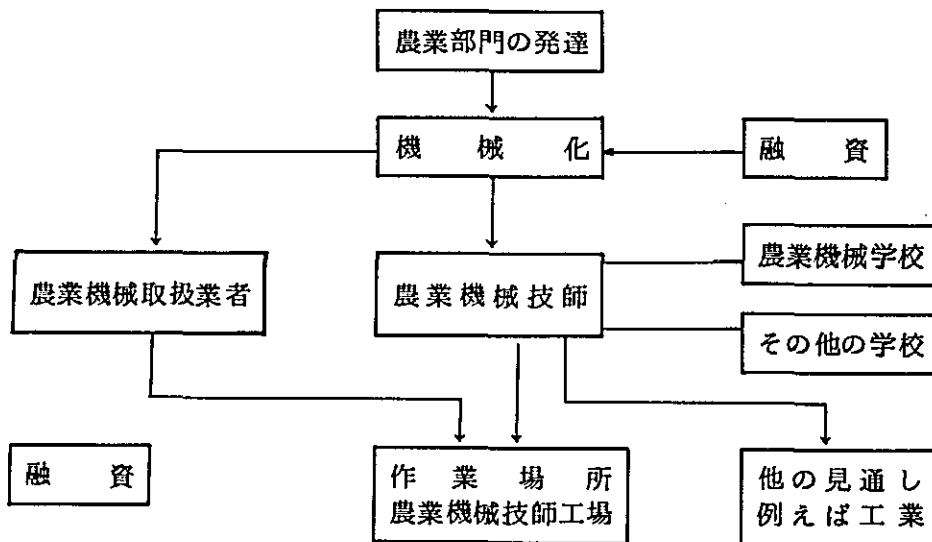 農業部門の発達
機械化
融資
農業機械取扱業者
農業機械技師
農業機械学校
その他の学校
融資
作業場所
農業機械技師工場
他の見通し
例えば工業